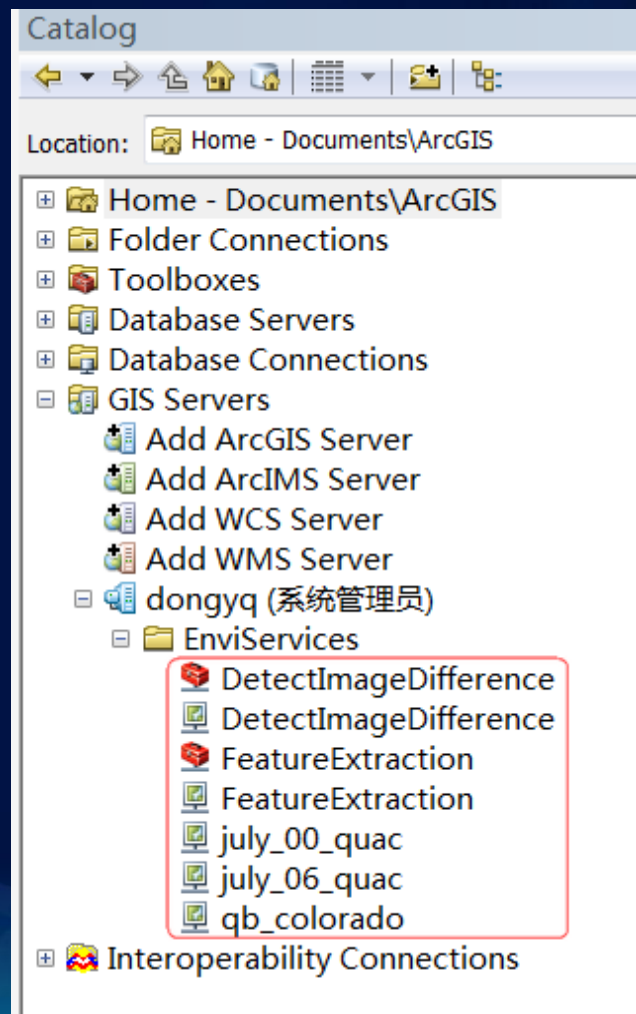 Catalog
Location: Home - Documents\ArcGIS
Home - Documents\ArcGIS
Folder Connections
Toolboxes
Database Servers
Database Connections
GIS Servers
Add ArcGIS Server
Add ArcIMS Server
Add WCS Server
Add WMS Server
dongyq (系统管理员)
EnviServices
DetectImageDifference
DetectImageDifference
FeatureExtraction
FeatureExtraction
july_00_quac
july_06_quac
qb_colorado
Interoperability Connections